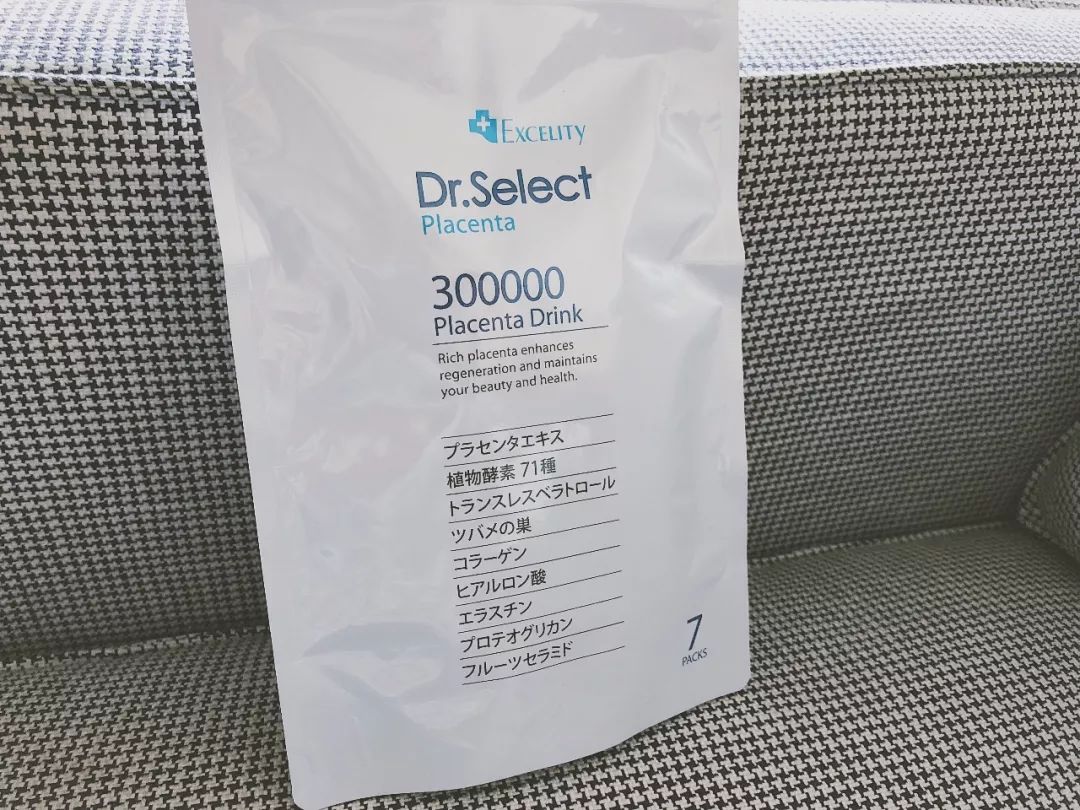 EXCELITY
Dr.Select
Placenta
300000
Placenta Drink
Rich placenta enhances
regeneration and maintains
your beauty and health.
プラセンタエキス
植物酵素 71種
トランスレスベラトロール
ツバメの巣
コラーゲン
ヒアルロン酸
エラスチン
プロテオグリカン
フルーツセラミド
7
PACKS